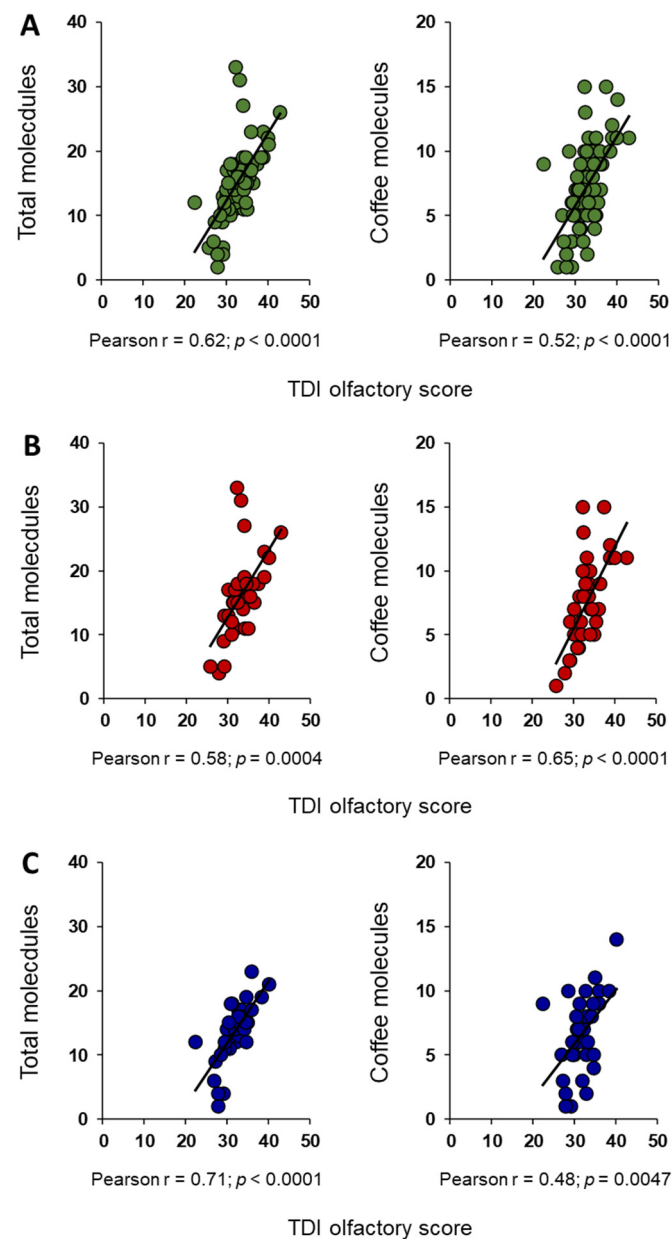 A
Total molecdules
40
30
20
10
0
0 10 20 30 40 50
Pearson r = 0.62; p < 0.0001
Coffee molecules
20
15
10
5
0
0 10 20 30 40 50
Pearson r = 0.52; p < 0.0001
TDI olfactory score
B
Total molecdules
40
30
20
10
0
0 10 20 30 40 50
Pearson r = 0.58; p = 0.0004
Coffee molecules
20
15
10
5
0
0 10 20 30 40 50
Pearson r = 0.65; p < 0.0001
TDI olfactory score
C
Total molecdules
40
30
20
10
0
0 10 20 30 40 50
Pearson r = 0.71; p < 0.0001
Coffee molecules
20
15
10
5
0
0 10 20 30 40 50
Pearson r = 0.48; p = 0.0047
TDI olfactory score